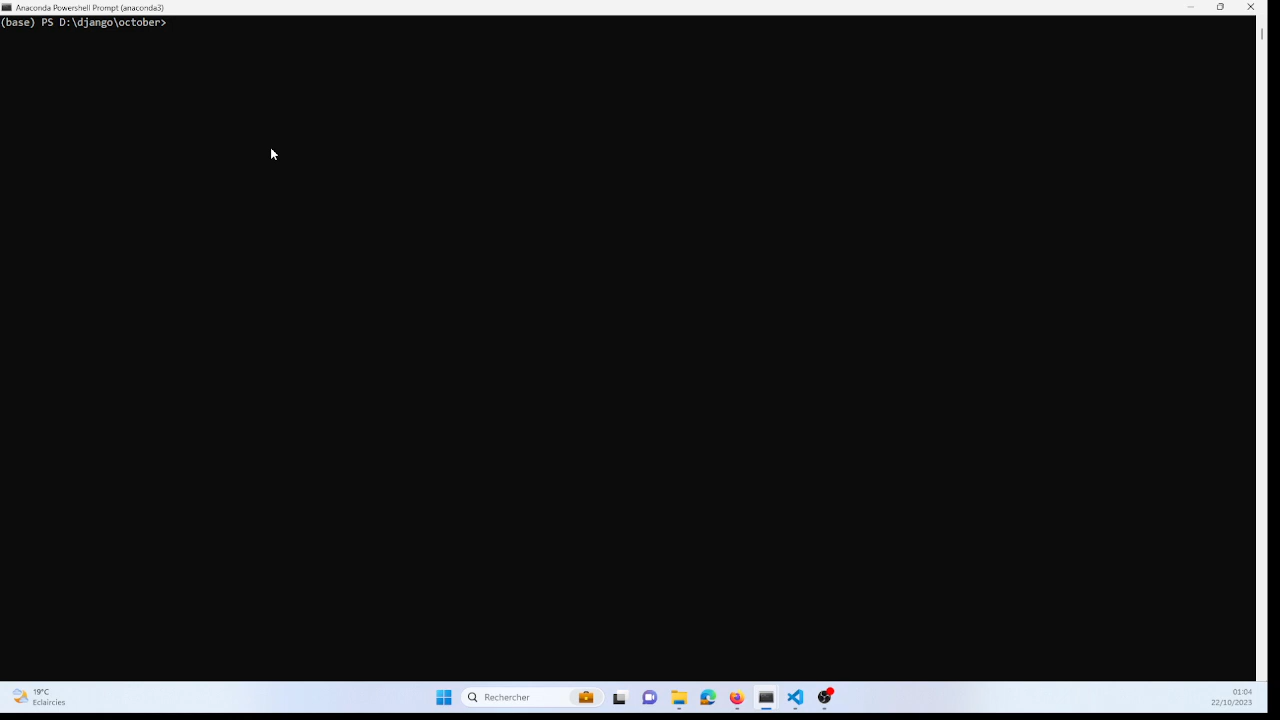 Anaconda Powershell Prompt (anaconda3)
(base) PS D:\django\october>
19°C
Eclaircies
Rechercher
01:04
22/10/2023